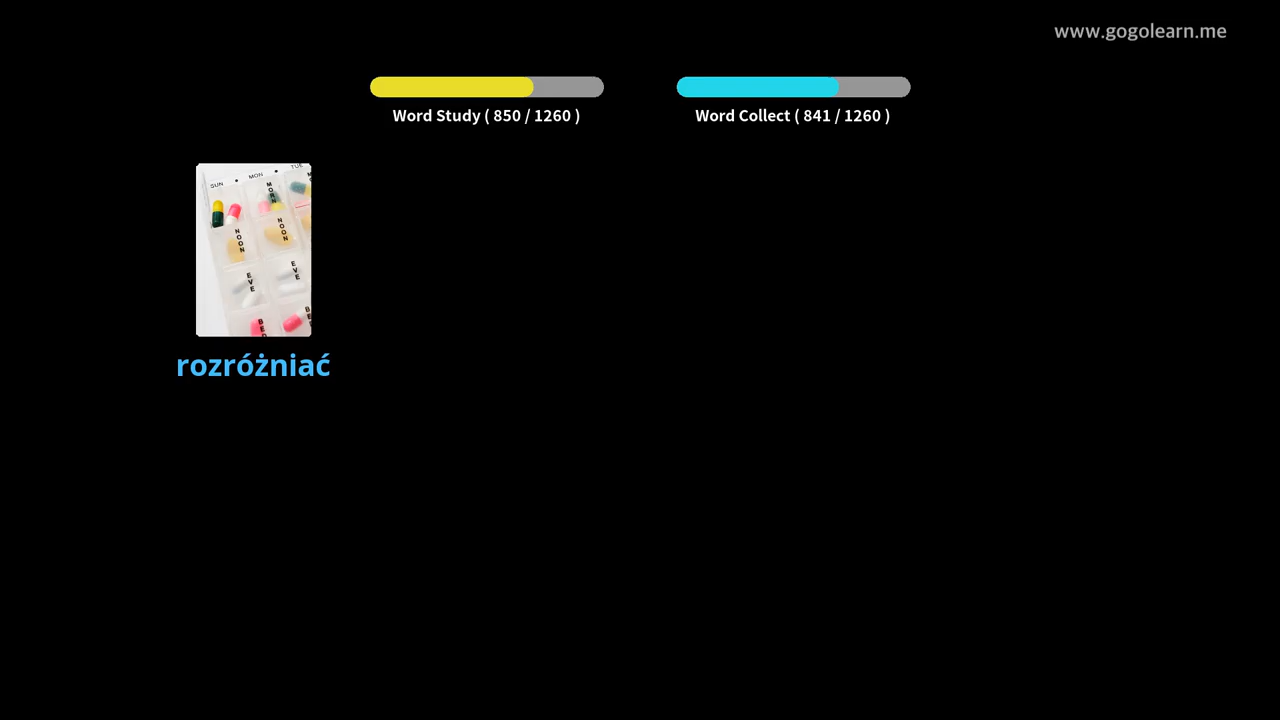 www.gogolearn.me
Word Study ( 850 / 1260 )
Word Collect ( 841 / 1260 )
SUN
MON
TUE
MORN
NOON
NOON
EVE
EVE
rozróżniać